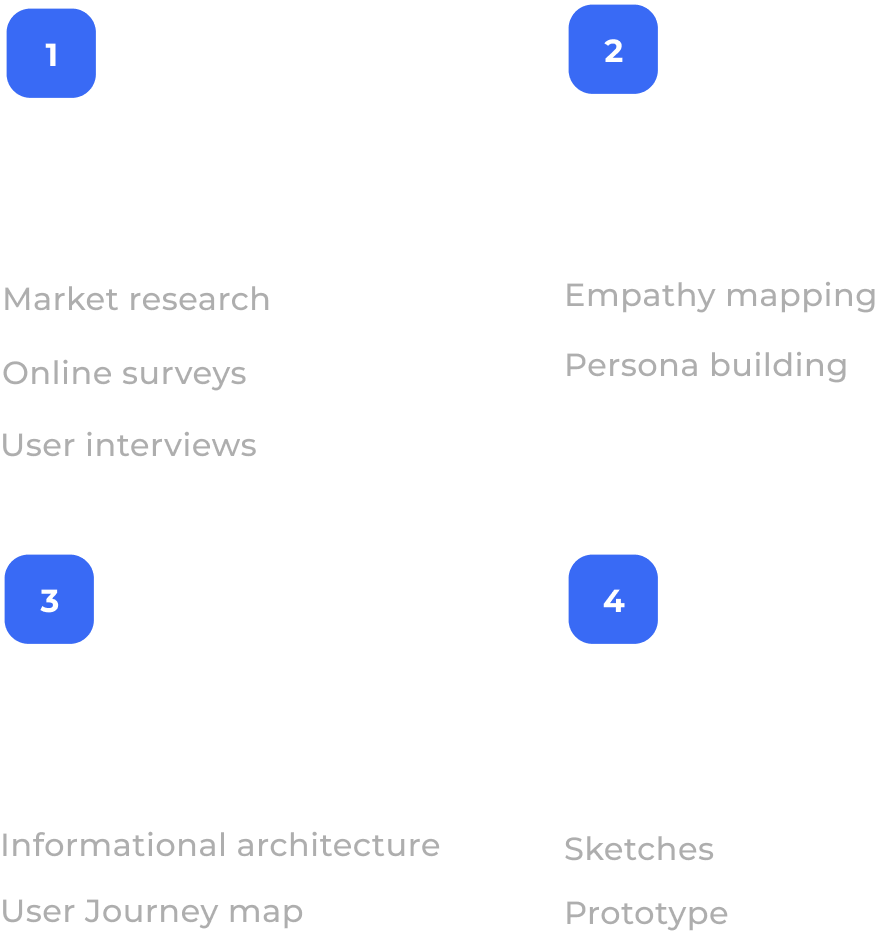 1
Market research
Online surveys
User interviews
2
Empathy mapping
Persona building
3
Informational architecture
User Journey map
4
Sketches
Prototype